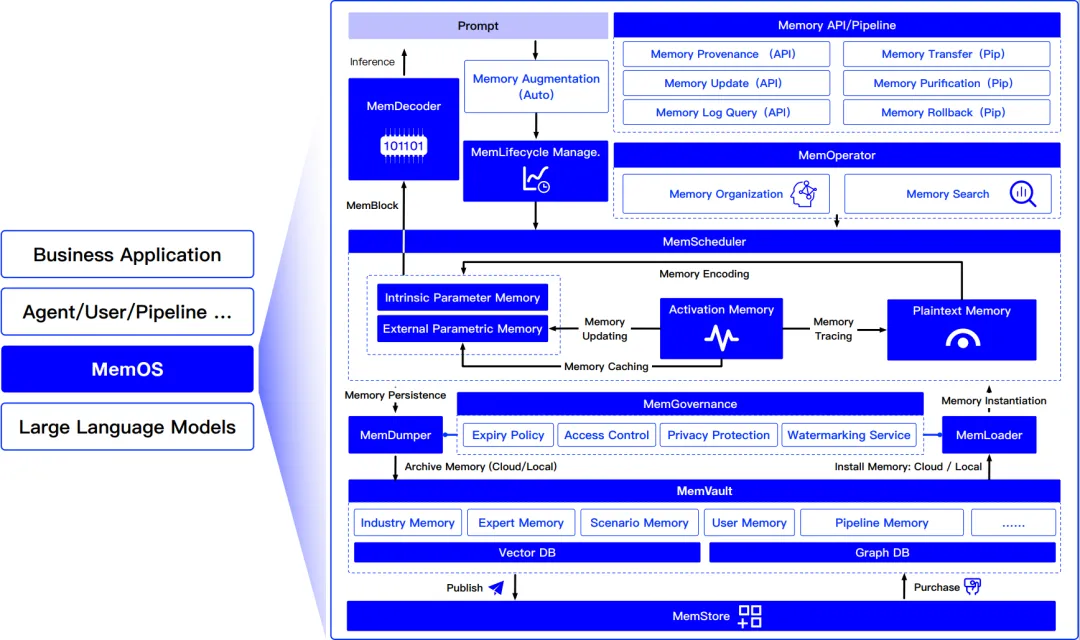 Business Application
Agent/User/Pipeline ...
MemOS
Large Language Models
Prompt
Inference
MemDecoder
101101
MemBlock
Memory Augmentation
(Auto)
MemLifecycle Manage.
Memory API/Pipeline
Memory Provenance (API)
Memory Transfer (Pip)
Memory Update (API)
Memory Purification (Pip)
Memory Log Query (API)
Memory Rollback (Pip)
MemOperator
Memory Organization
Memory Search
MemScheduler
Memory Encoding
Intrinsic Parameter Memory
External Parametric Memory
Memory
Updating
Activation Memory
Memory
Tracing
Plaintext Memory
Memory Caching
Memory Persistence
MemGovernance
Memory Instantiation
MemDumper
Expiry Policy
Access Control
Privacy Protection
Watermarking Service
MemLoader
Archive Memory (Cloud/Local)
Install Memory: Cloud / Local
MemVault
Industry Memory
Expert Memory
Scenario Memory
User Memory
Pipeline Memory
......
Vector DB
Graph DB
Publish
Purchase
MemStore